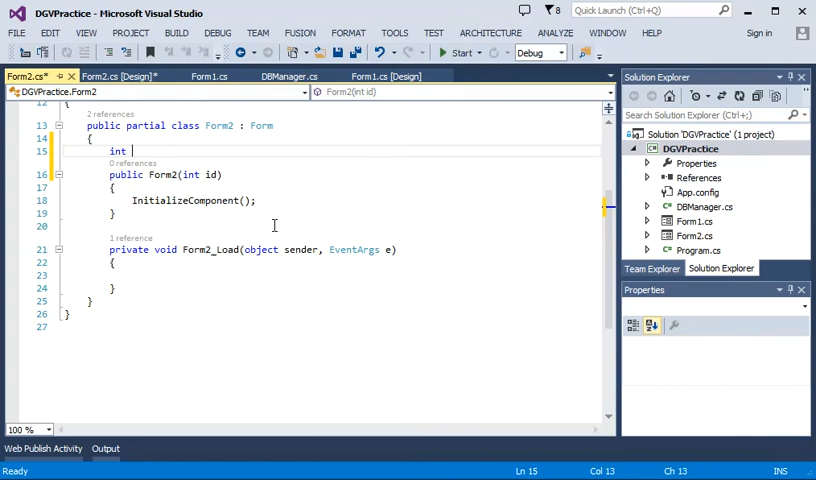 DGVPractice - Microsoft Visual Studio
8
Quick Launch (Ctrl+Q)
FILE EDIT VIEW PROJECT BUILD DEBUG TEAM FUSION FORMAT TOOLS TEST ARCHITECTURE ANALYZE WINDOW HELP Sign in
Start Debug
Form2.cs* Form2.cs [Design]* Form1.cs DBManager.cs Form1.cs [Design]
DGVPractice.Form2 Form2(int id)
12 {
2 references
13 public partial class Form2 : Form
14 {
15 int
0 references
16 public Form2(int id)
17 {
18 InitializeComponent();
19 }
20
1 reference
21 private void Form2_Load(object sender, EventArgs e)
22 {
23
24 }
25 }
26 }
27
100 %
Solution Explorer
Search Solution Explorer (Ctrl+;)
Solution 'DGVPractice' (1 project)
DGVPractice
Properties
References
App.config
DBManager.cs
Form1.cs
Form2.cs
Program.cs
Team Explorer Solution Explorer
Properties
Web Publish Activity Output
Ready Ln 15 Col 13 Ch 13 INS